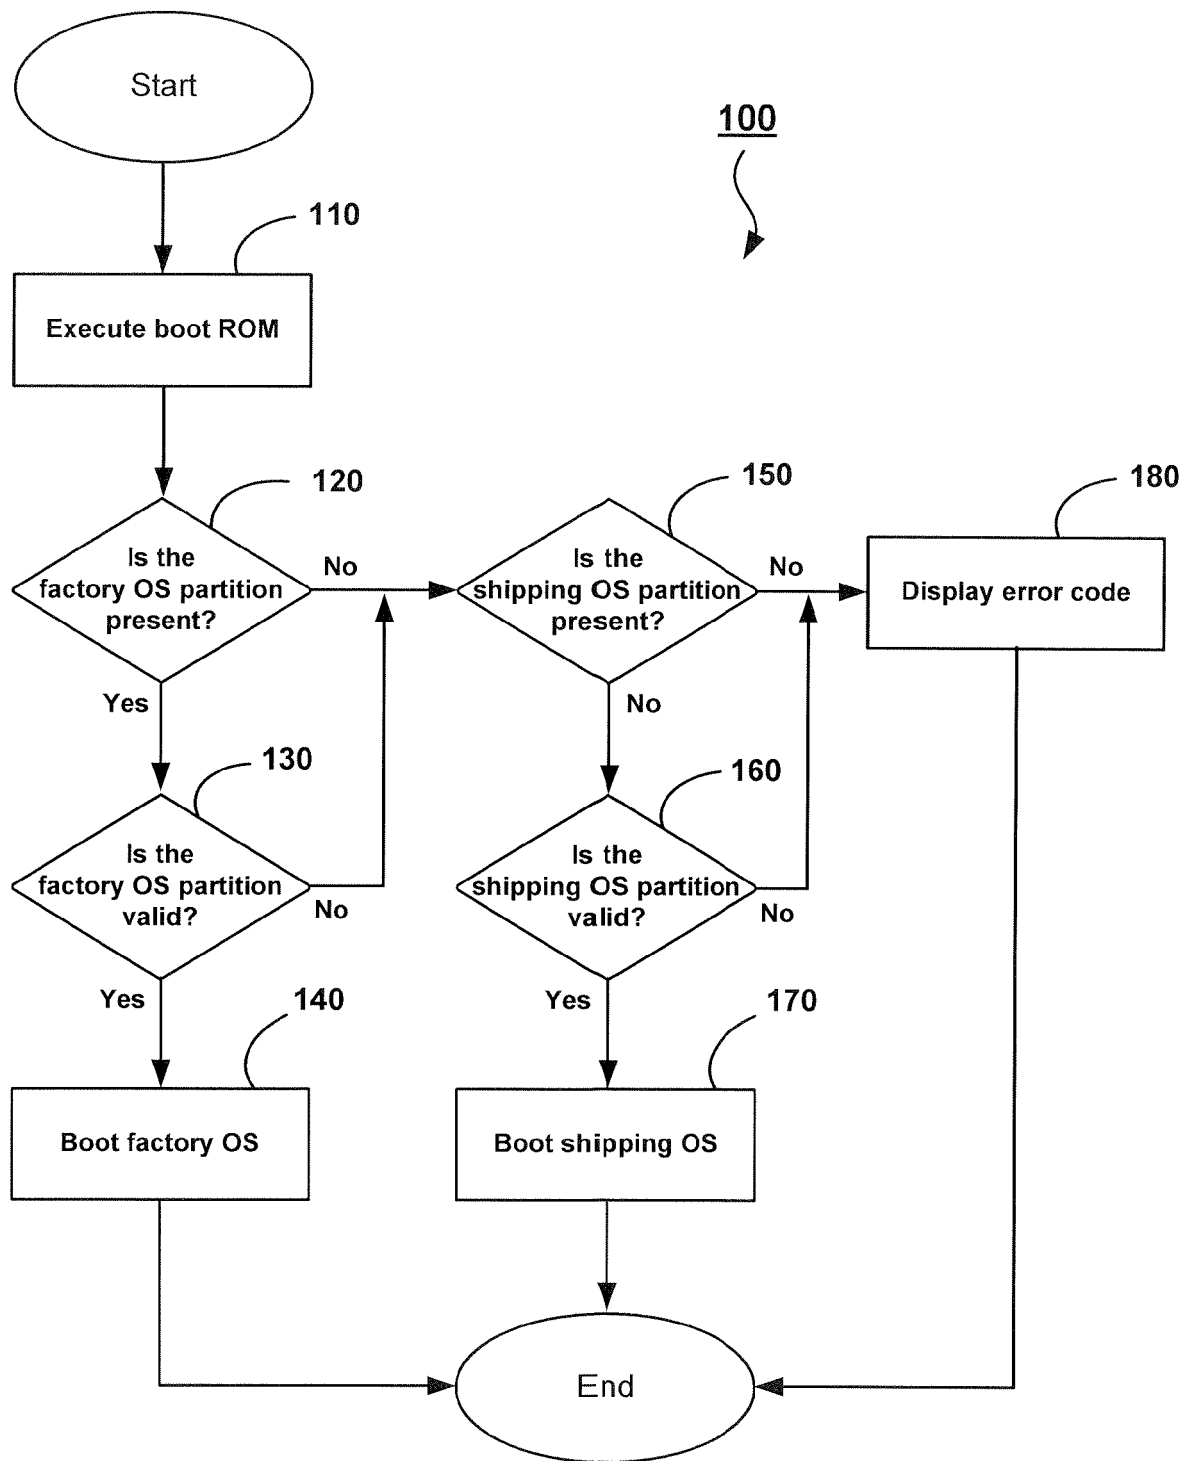 Start
100
110
Execute boot ROM
120
150
180
Is the
factory OS partition
present?
No
Is the
shipping OS partition
present?
No
Display error code
Yes
No
130
160
Is the
factory OS partition
valid?
No
Is the
shipping OS partition
valid?
No
Yes
140
Yes
170
Boot factory OS
Boot shipping OS
End